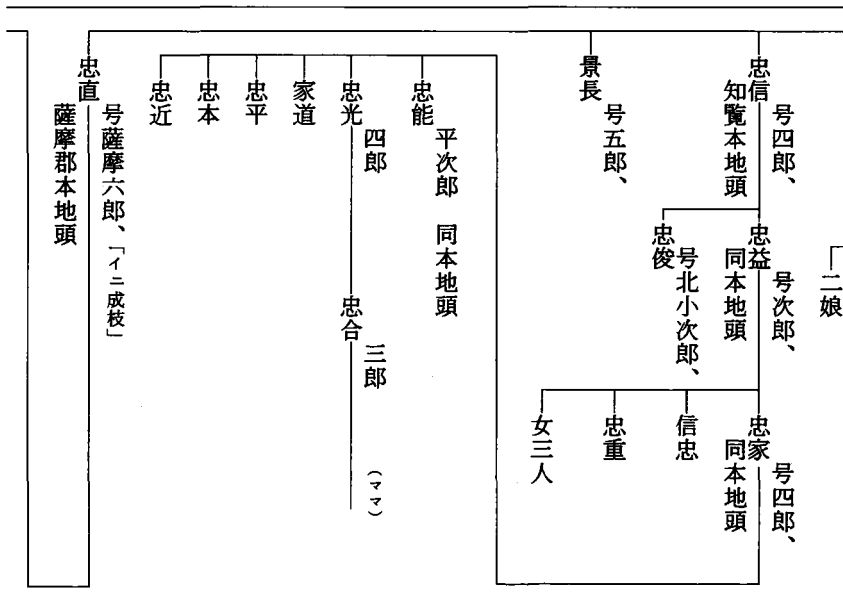 二娘
忠信
号四郎、
知覧本地頭
忠益
号次郎、
同本地頭
忠家
号四郎、
同本地頭
信忠
忠重
女三人
忠俊
号北小次郎、
景長
号五郎、
忠能
平次郎　同本地頭
忠光
四郎
忠合
三郎
（ママ）
家道
忠平
忠本
忠近
忠直
号薩摩六郎、「イニ成枝」
薩摩郡本地頭